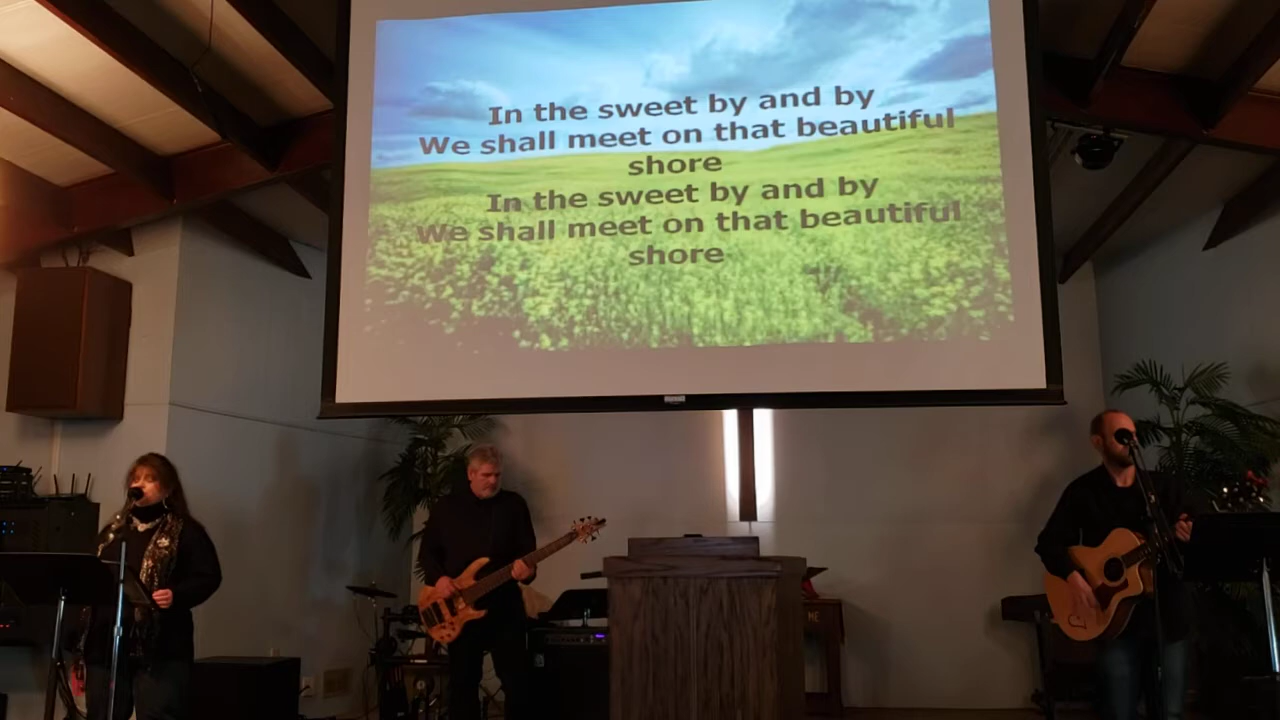 In the sweet by and by
We shall meet on that beautiful
shore
In the sweet by and by
We shall meet on that beautiful
shore
ME